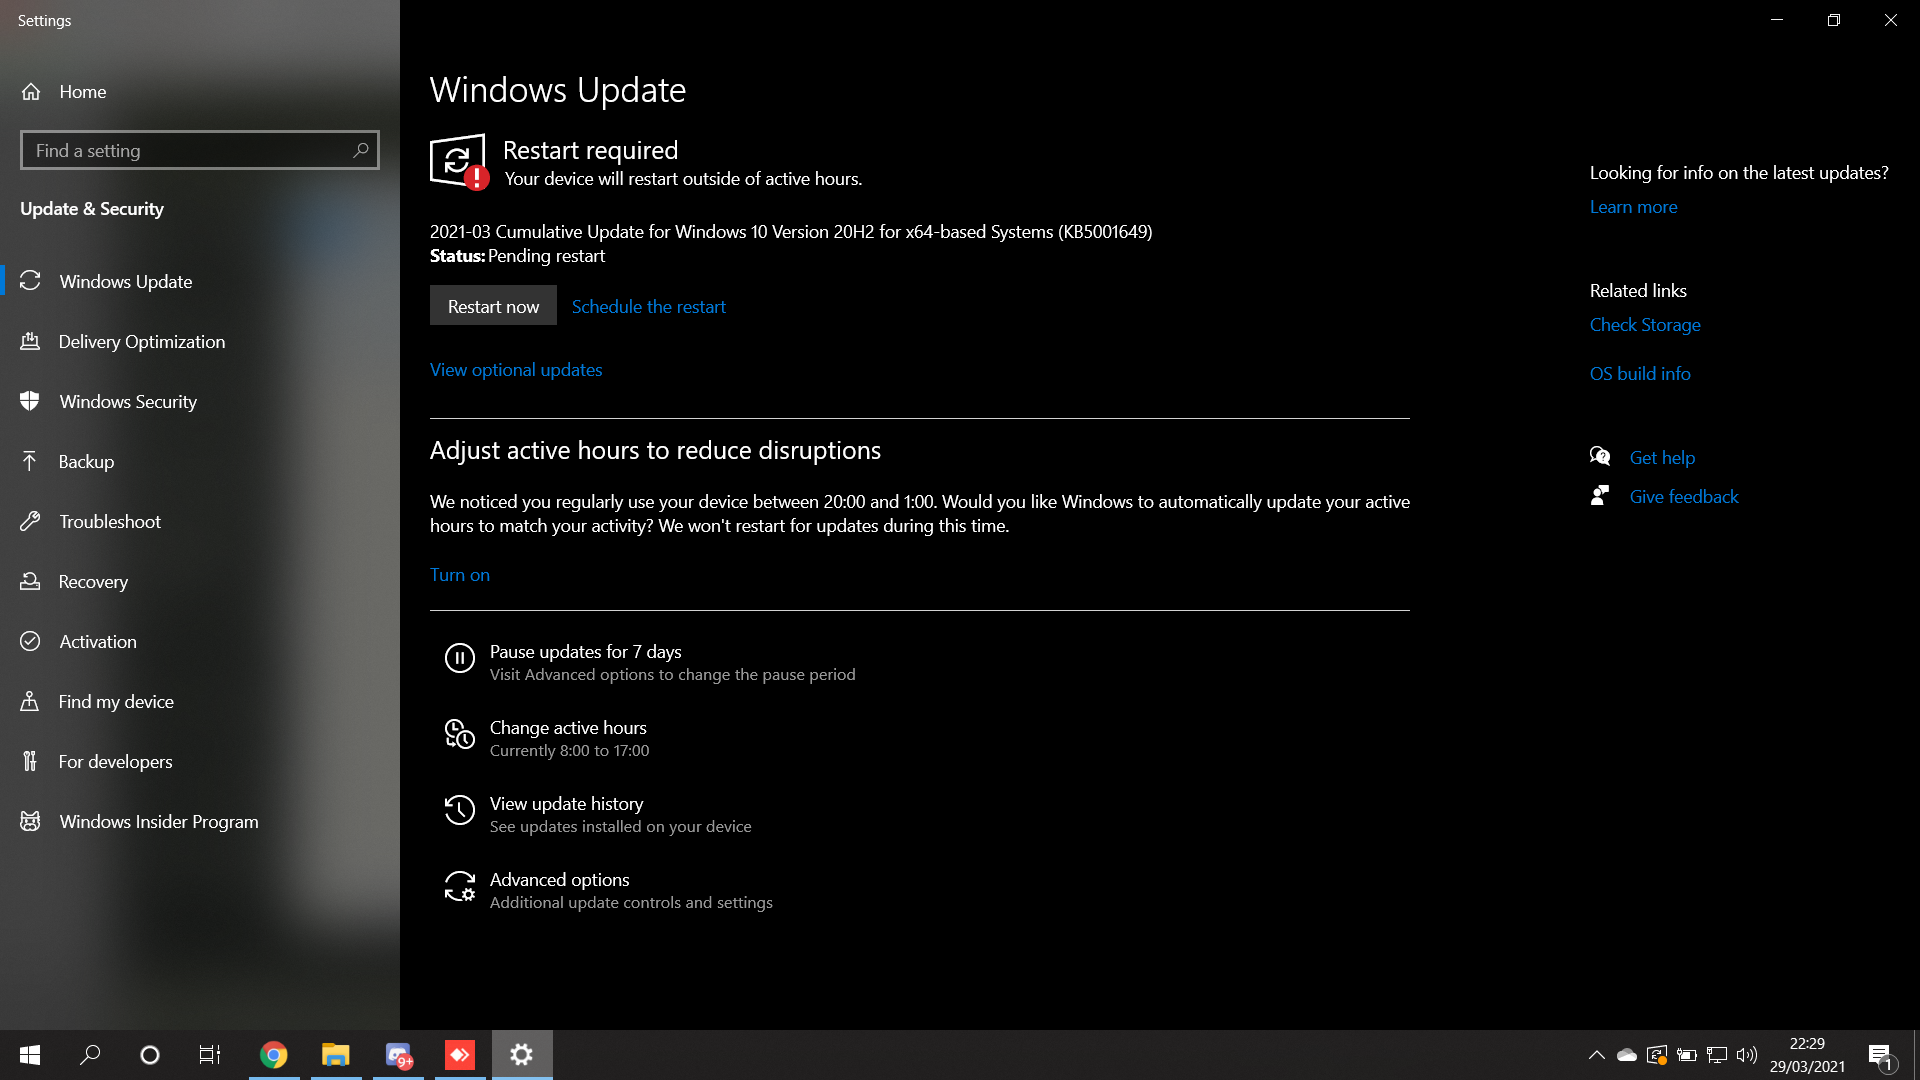 Settings
Home
Find a setting
Update & Security
Windows Update
Delivery Optimization
Windows Security
Backup
Troubleshoot
Recovery
Activation
Find my device
For developers
Windows Insider Program
Windows Update
Restart required
Your device will restart outside of active hours.
2021-03 Cumulative Update for Windows 10 Version 20H2 for x64-based Systems (KB5001649)
Status: Pending restart
Restart now
Schedule the restart
View optional updates
Adjust active hours to reduce disruptions
We noticed you regularly use your device between 20:00 and 1:00. Would you like Windows to automatically update your active
hours to match your activity? We won't restart for updates during this time.
Turn on
Pause updates for 7 days
Visit Advanced options to change the pause period
Change active hours
Currently 8:00 to 17:00
View update history
See updates installed on your device
Advanced options
Additional update controls and settings
Looking for info on the latest updates?
Learn more
Related links
Check Storage
OS build info
Get help
Give feedback
9+
22:29
29/03/2021
1